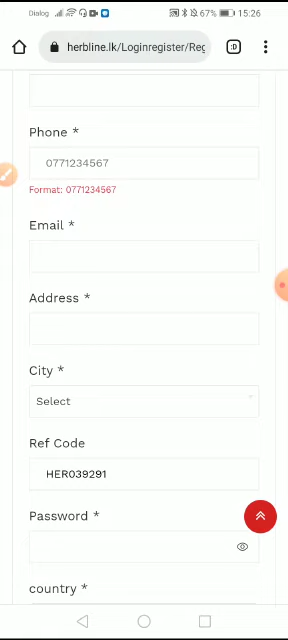 Dialog 67% 15:26
herbline.lk/Loginregister/Reg
:D
Phone *
0771234567
Format: 0771234567
Email *
Address *
City *
Select
Ref Code
HER039291
Password *
country *